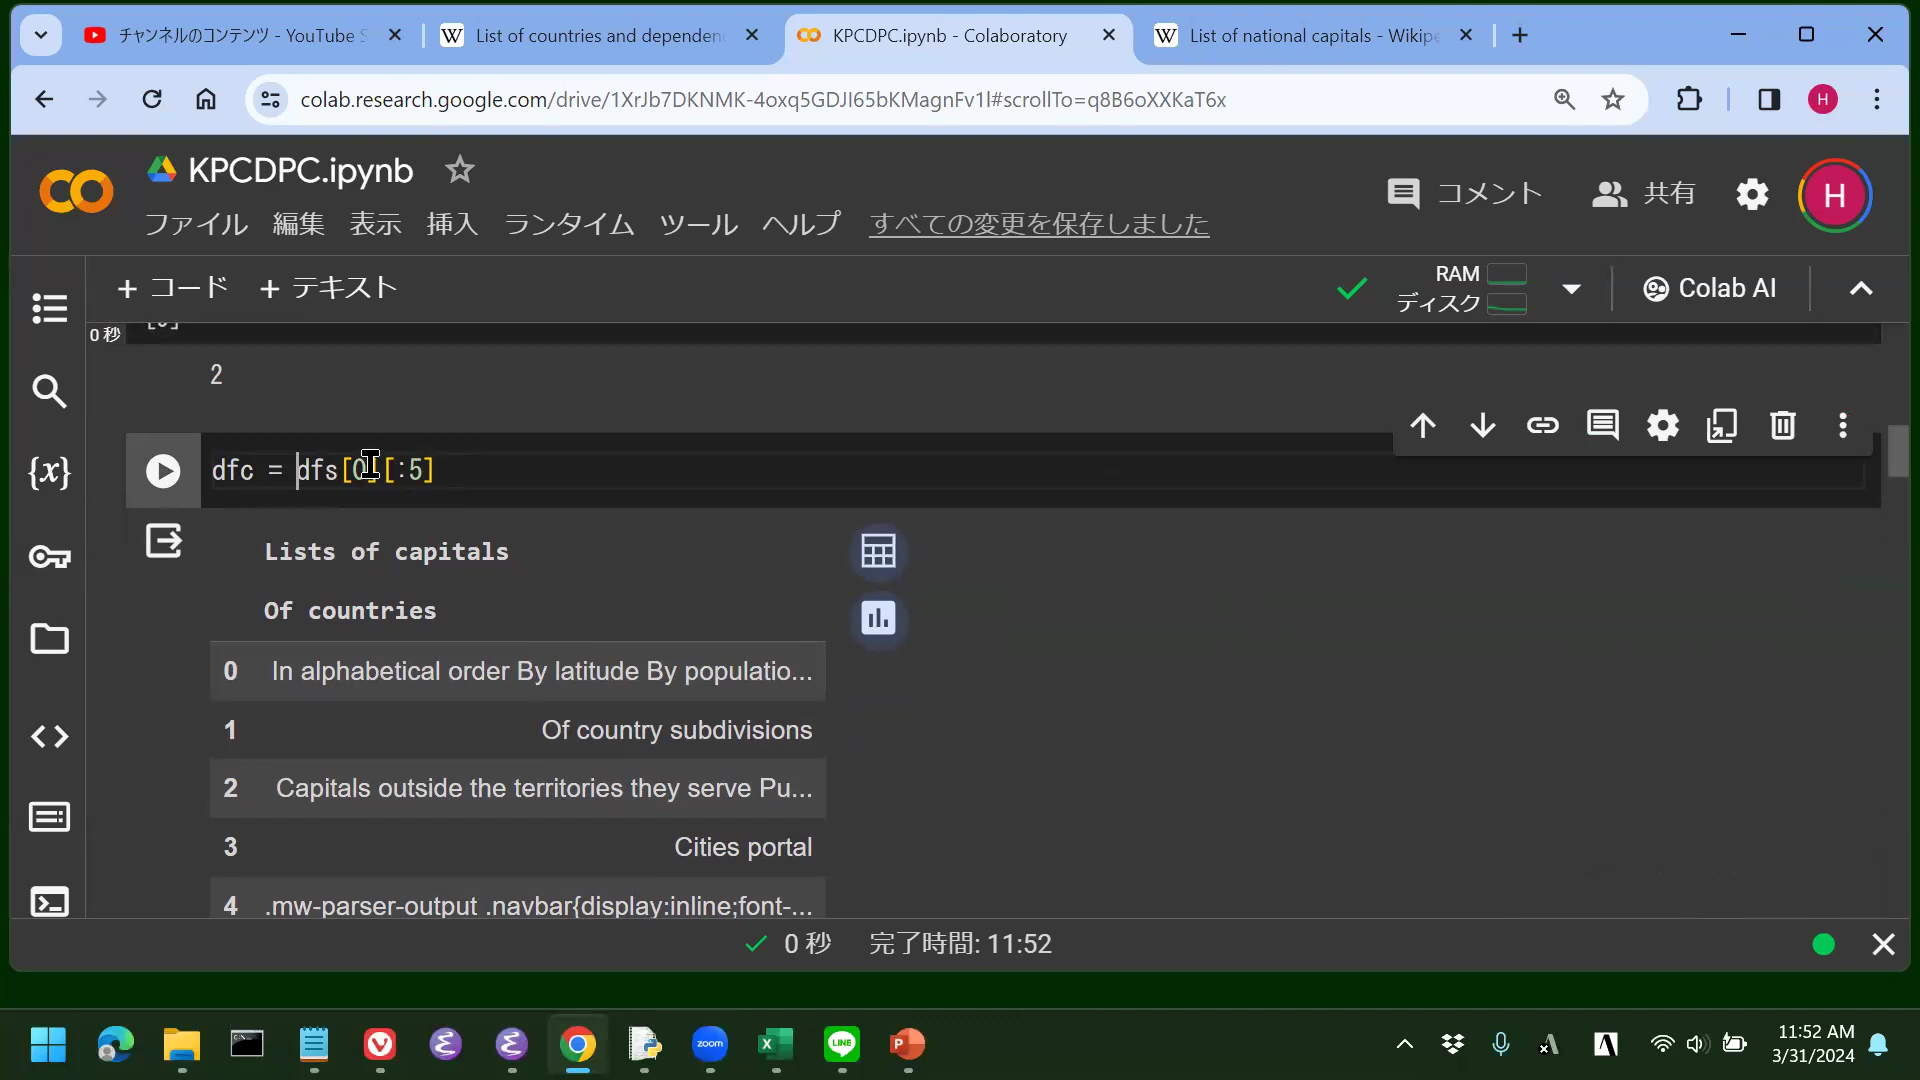 チャンネルのコンテンツ - YouTube S
List of countries and dependen
KPCDPC.ipynb - Colaboratory
List of national capitals - Wikipe
colab.research.google.com/drive/1XrJb7DKNMK-4oxq5GDJI65bKMagnFv1l#scrollTo=q8B6oXXKaT6x
H
KPCDPC.ipynb
コメント
共有
H
ファイル 編集 表示 挿入 ランタイム ツール ヘルプ すべての変更を保存しました
+ コード + テキスト
RAM
ディスク
Colab AI
0 秒
2
dfc = dfs[0][:5]
Lists of capitals
Of countries
0 In alphabetical order By latitude By populatio...
1 Of country subdivisions
2 Capitals outside the territories they serve Pu...
3 Cities portal
4 .mw-parser-output .navbar{display:inline;font-...
0 秒 完了時間: 11:52
zoom
LINE
A
11:52 AM
3/31/2024